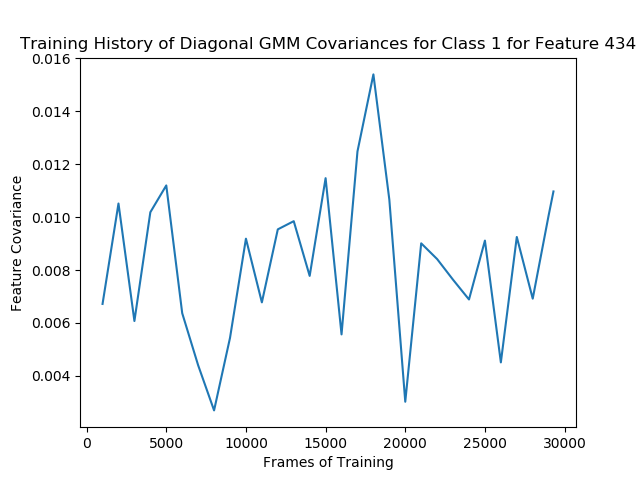 Training History of Diagonal GMM Covariances for Class 1 for Feature 434
0.016
0.014
0.012
0.010
0.008
0.006
0.004
Feature Covariance
0 5000 10000 15000 20000 25000 30000
Frames of Training